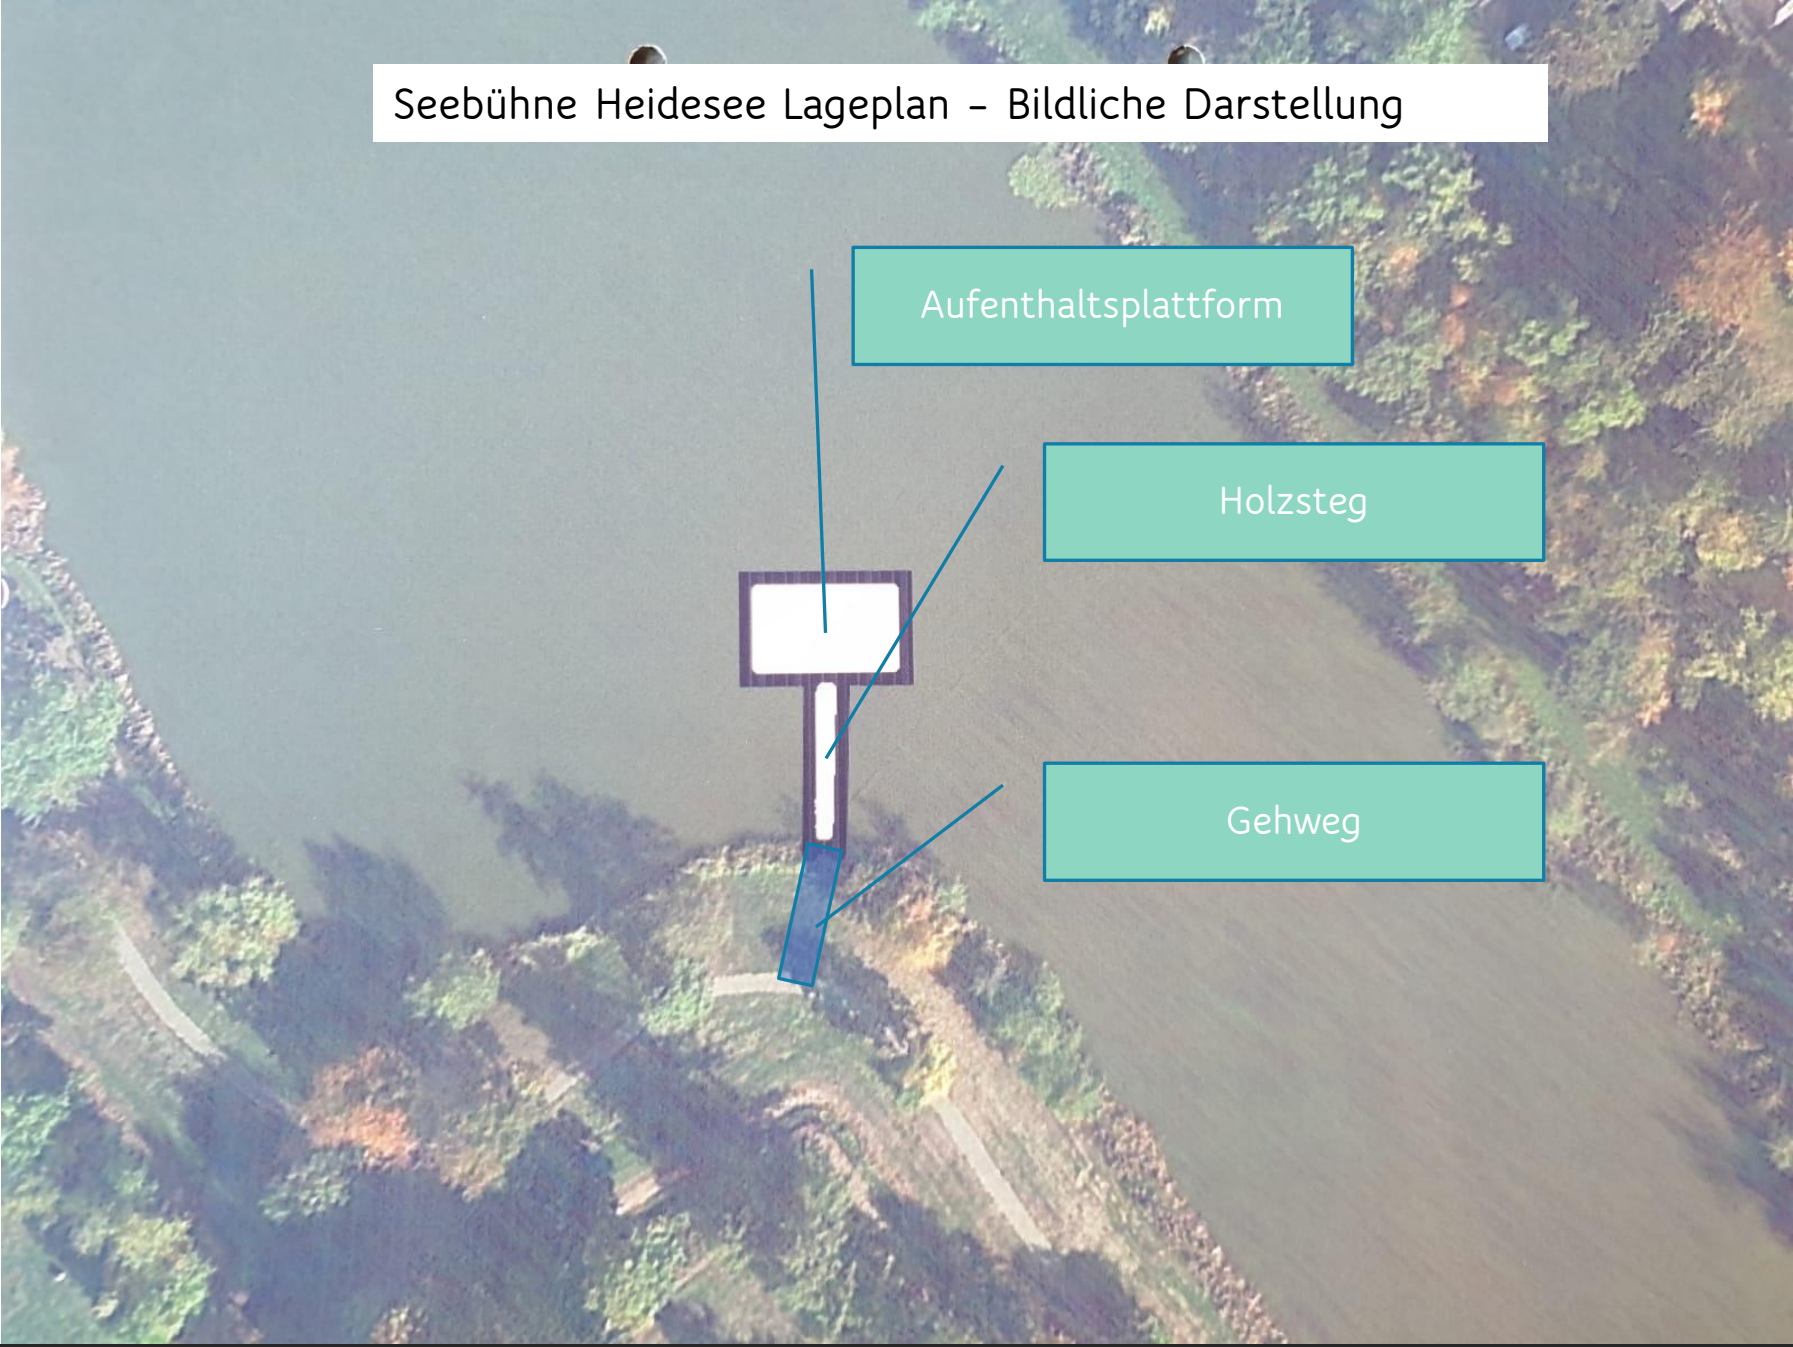 Seebühne Heidesee Lageplan – Bildliche Darstellung
Aufenthaltsplattform
Holzsteg
Gehweg